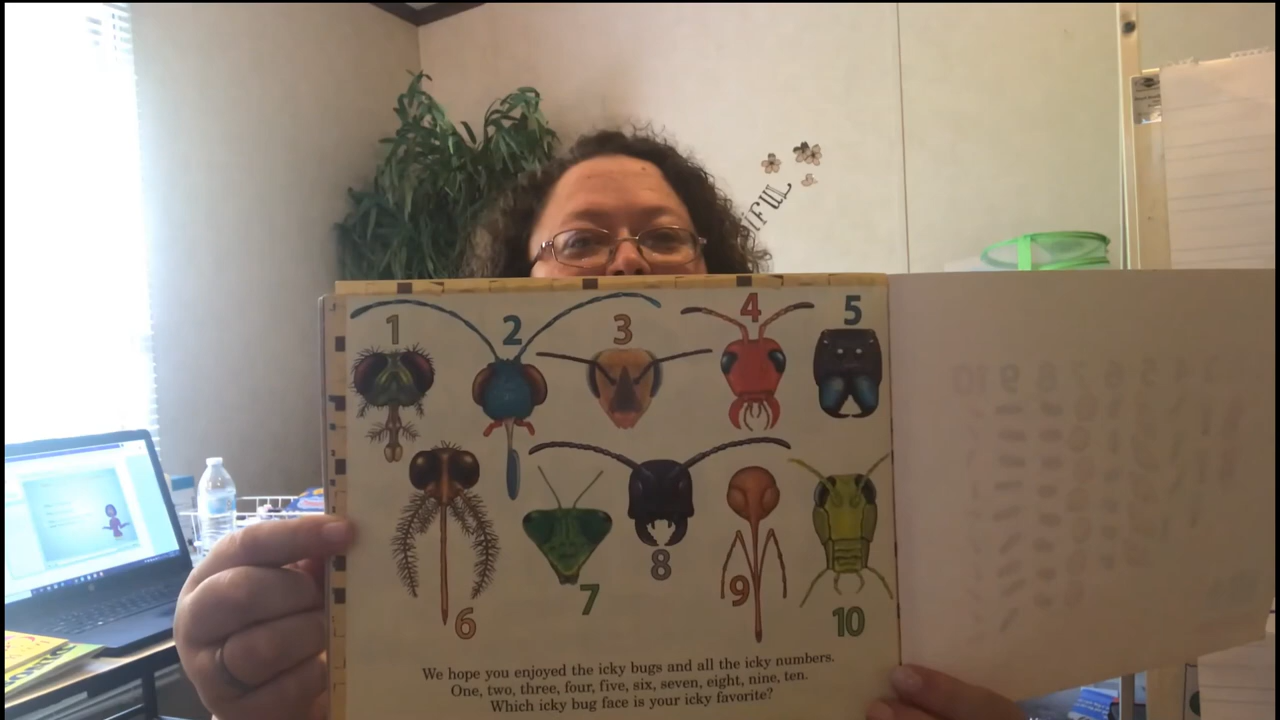 IFUL
1 2 3 4 5
6 7 8 9 10
We hope you enjoyed the icky bugs and all the icky numbers.
One, two, three, four, five, six, seven, eight, nine, ten.
Which icky bug face is your icky favorite?